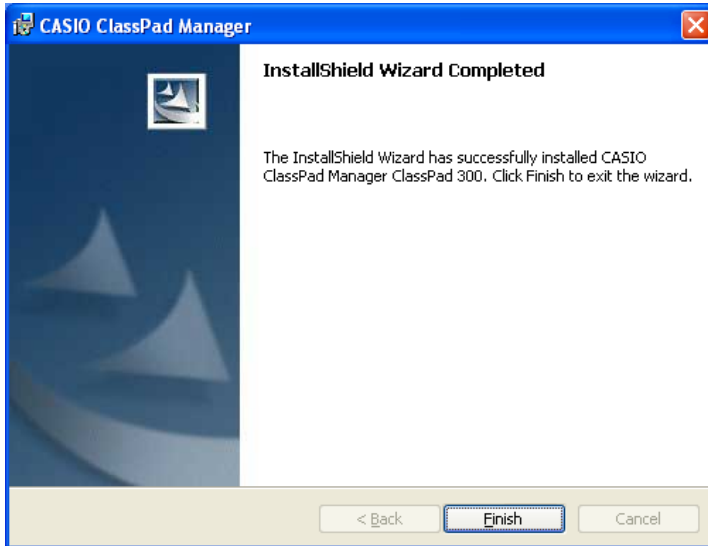 CASIO ClassPad Manager
InstallShield Wizard Completed
The InstallShield Wizard has successfully installed CASIO
ClassPad Manager ClassPad 300. Click Finish to exit the wizard.
< Back Finish Cancel